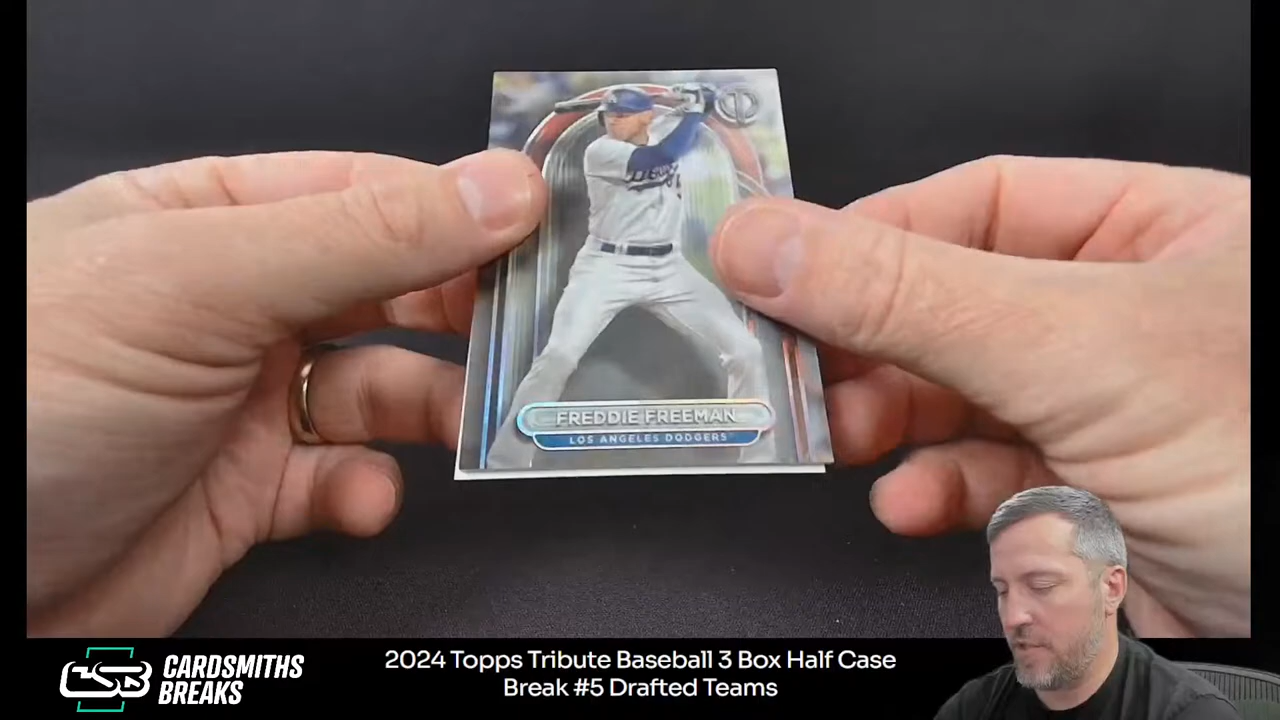 FREDDIE FREEMAN
LOS ANGELES DODGERS
CSB
CARDSMITHS
BREAKS
2024 Topps Tribute Baseball 3 Box Half Case
Break #5 Drafted Teams